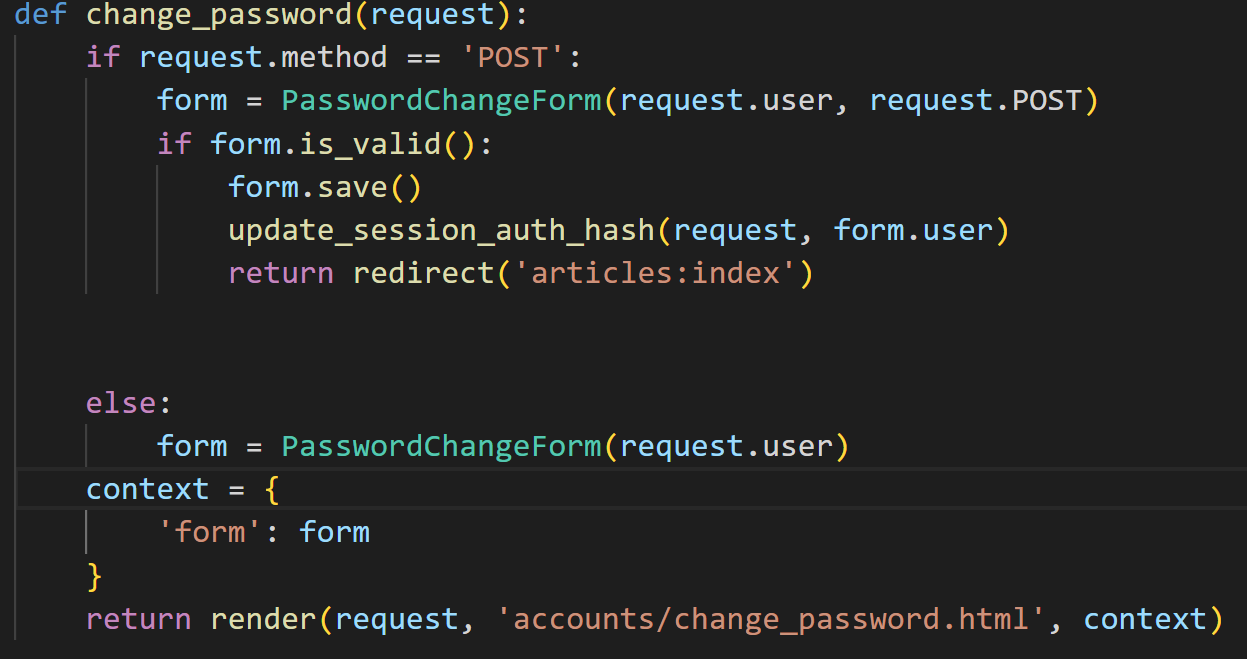 def change_password(request):
    if request.method == 'POST':
        form = PasswordChangeForm(request.user, request.POST)
        if form.is_valid():
            form.save()
            update_session_auth_hash(request, form.user)
            return redirect('articles:index')
    else:
        form = PasswordChangeForm(request.user)
    context = {
        'form': form
    }
    return render(request, 'accounts/change_password.html', context)